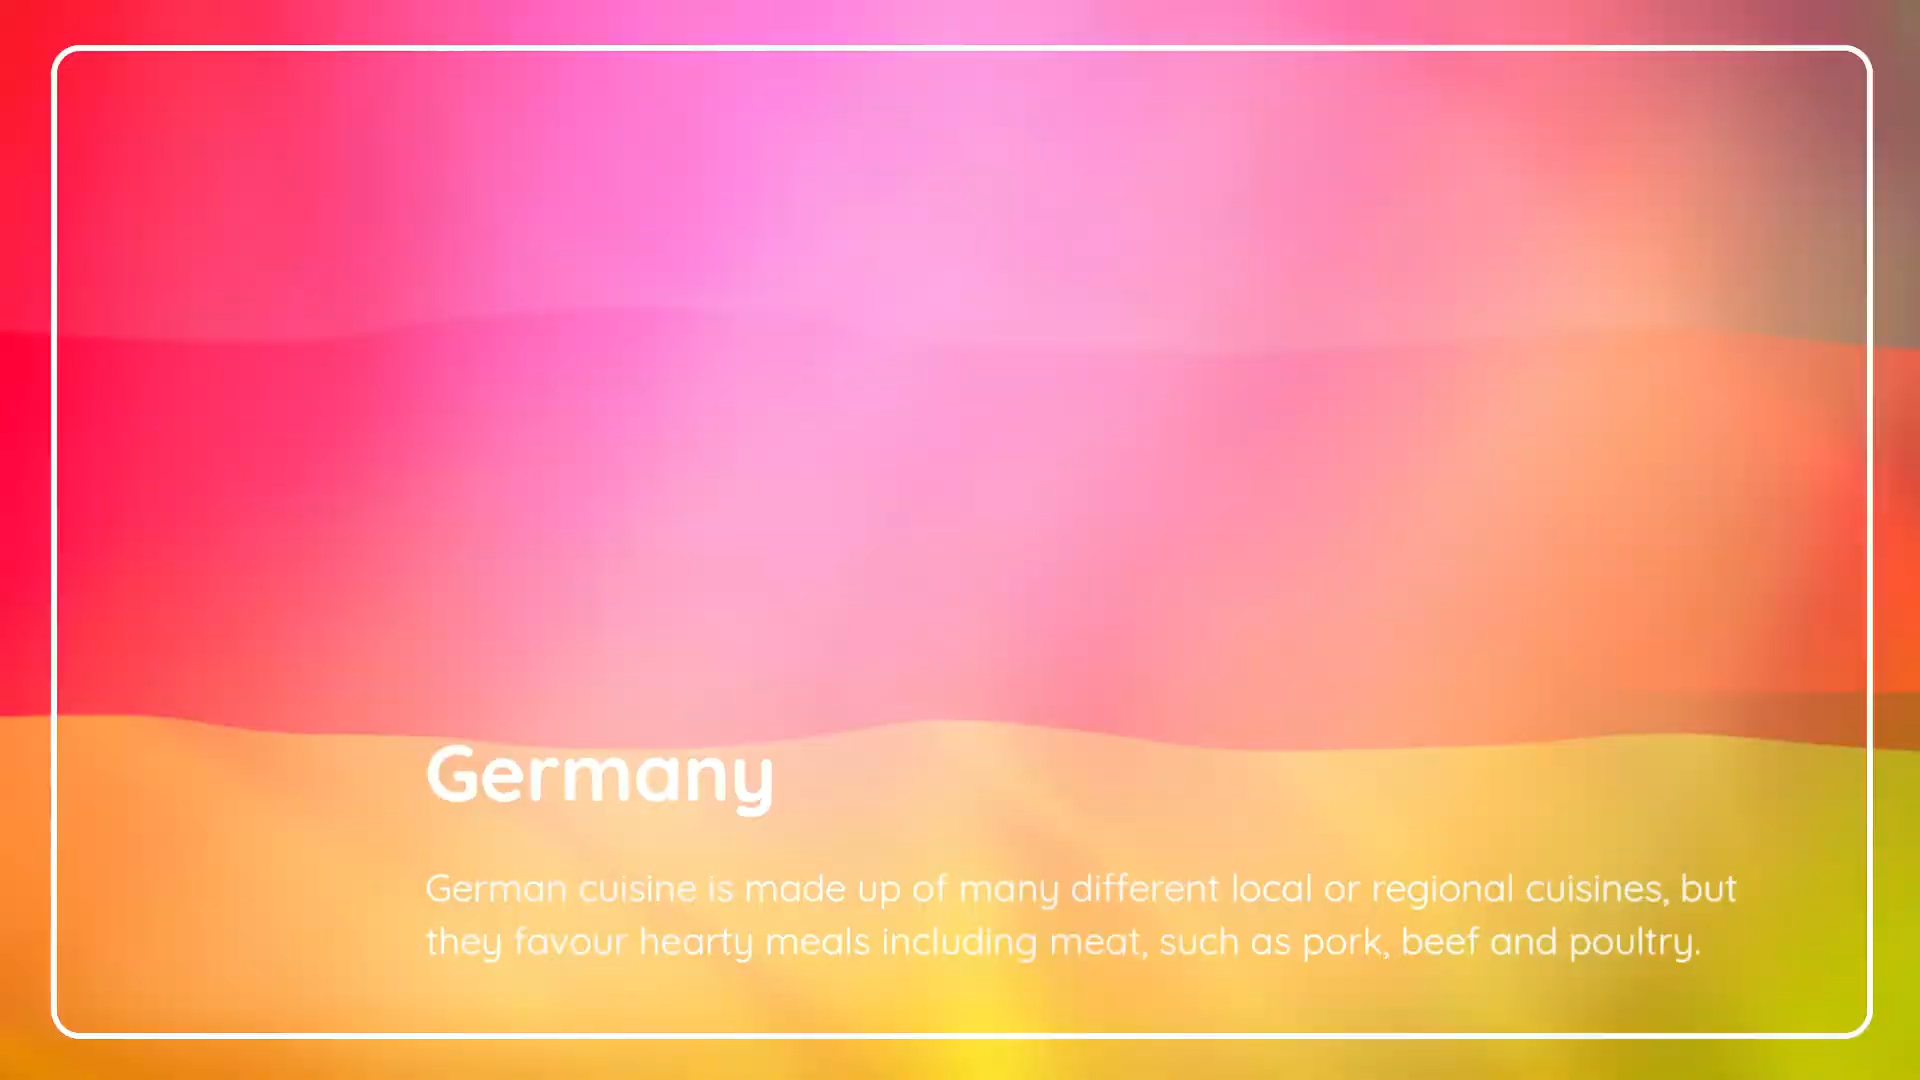 Germany
German cuisine is made up of many different local or regional cuisines, but
they favour hearty meals including meat, such as pork, beef and poultry.